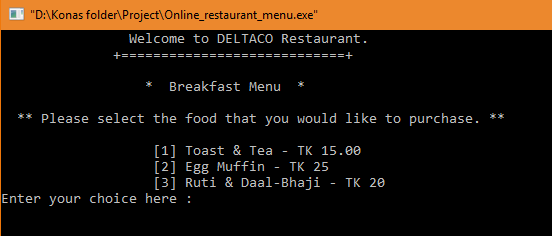 "D:\Konas folder\Project\Online_restaurant_menu.exe"
Welcome to DELTACO Restaurant.
+============================+
* Breakfast Menu *
** Please select the food that you would like to purchase. **
[1] Toast & Tea - TK 15.00
[2] Egg Muffin - TK 25
[3] Ruti & Daal-Bhaji - TK 20
Enter your choice here :